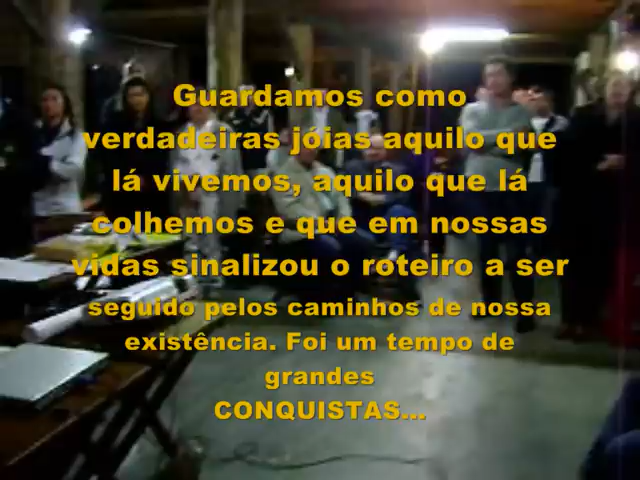 Guardamos como
verdadeiras jóias aquilo que
lá vivemos, aquilo que lá
colhemos e que em nossas
vidas sinalizou o roteiro a ser
seguido pelos caminhos de nossa
existência. Foi um tempo de
grandes
CONQUISTAS...